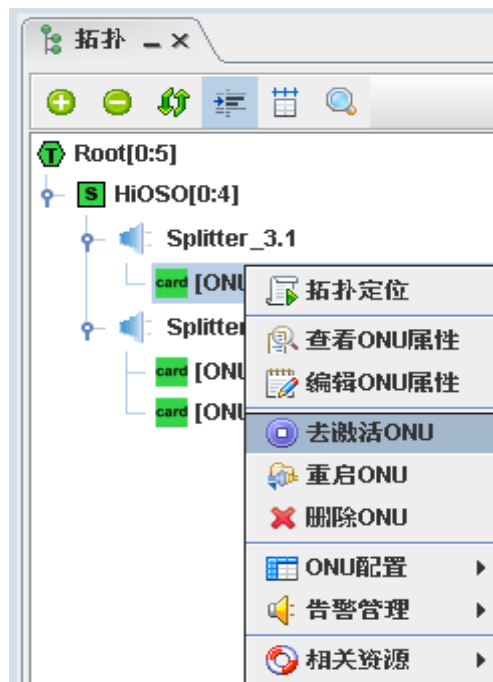 拓扑
Root[0:5]
S HiOSO[0:4]
Splitter_3.1
card [ONU
拓扑定位
Splitter
查看ONU属性
card [ONU
编辑ONU属性
card [ONU
去激活ONU
重启ONU
删除ONU
ONU配置
告警管理
相关资源